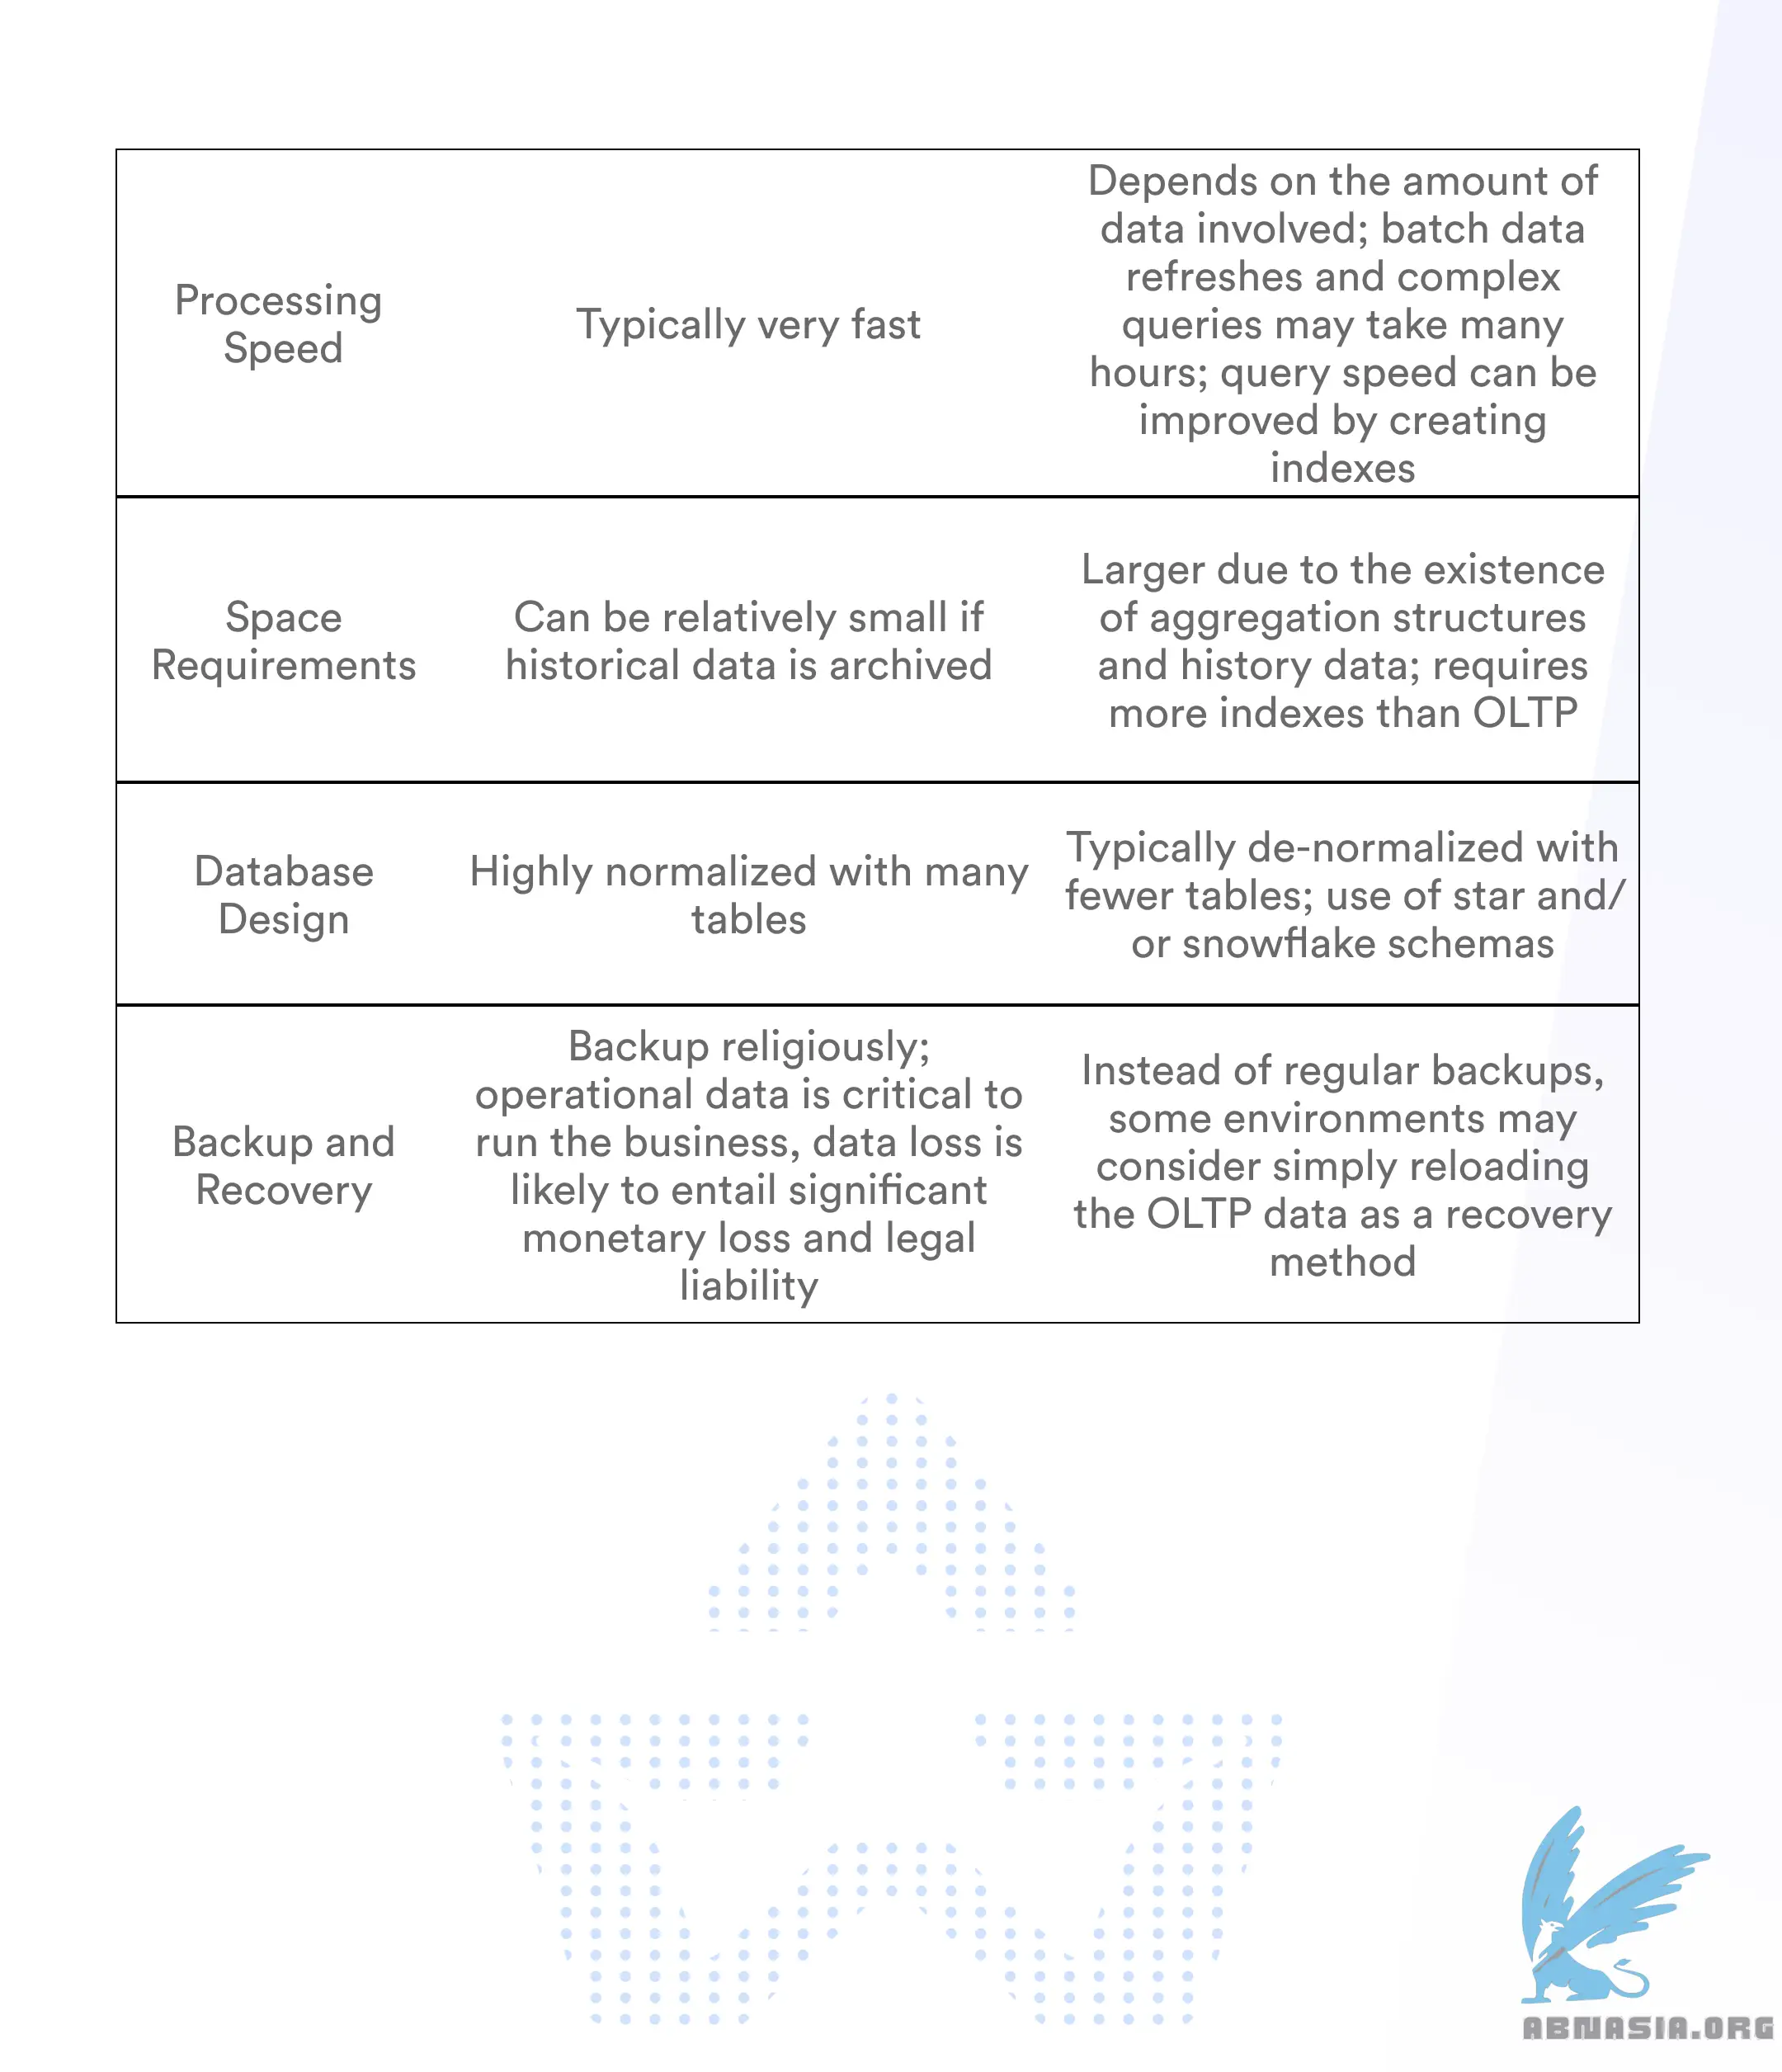 Processing
Speed
Typically very fast
Depends on the amount of
data involved; batch data
refreshes and complex
queries may take many
hours; query speed can be
improved by creating
indexes
Space
Requirements
Can be relatively small if
historical data is archived
Larger due to the existence
of aggregation structures
and history data; requires
more indexes than OLTP
Database
Design
Highly normalized with many
tables
Typically de-normalized with
fewer tables; use of star and/
or snowflake schemas
Backup and
Recovery
Backup religiously;
operational data is critical to
run the business, data loss is
likely to entail significant
monetary loss and legal
liability
Instead of regular backups,
some environments may
consider simply reloading
the OLTP data as a recovery
method
ABNASIA.ORG